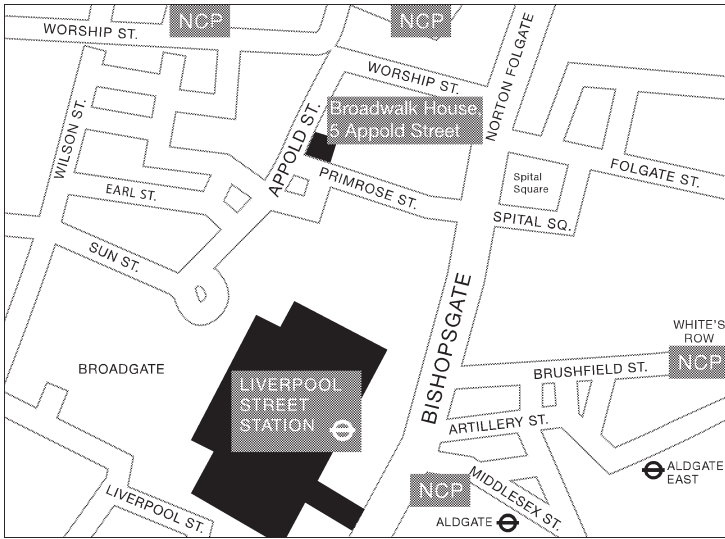 NCP
NCP
WORSHIP ST.
WORSHIP ST.
NORTON FOLGATE
Broadwalk House,
5 Appold Street
APPOLD ST.
WILSON ST.
PRIMROSE ST.
Spital
Square
FOLGATE ST.
EARL ST.
SPITAL SQ.
SUN ST.
BISHOPSGATE
WHITE'S
ROW
NCP
BROADGATE
BRUSHFIELD ST.
LIVERPOOL
STREET
STATION
ARTILLERY ST.
ALDGATE
EAST
NCP
MIDDLESEX ST.
LIVERPOOL ST.
ALDGATE